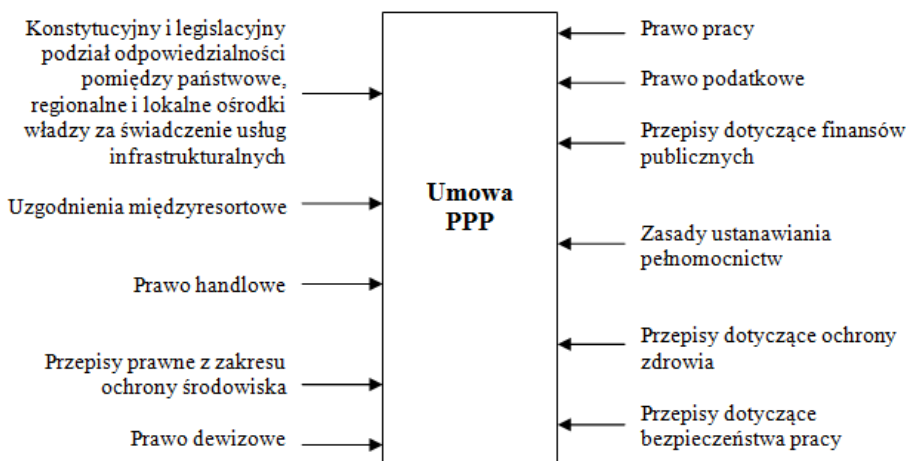 Konstytucyjny i legislacyjny
podział odpowiedzialności
pomiędzy państwowe,
regionalne i lokalne ośrodki
władzy za świadczenie usług
infrastrukturalnych
Uzgodnienia międzyresortowe
Prawo handlowe
Przepisy prawne z zakresu
ochrony środowiska
Prawo dewizowe
Umowa
PPP
Prawo pracy
Prawo podatkowe
Przepisy dotyczące finansów
publicznych
Zasady ustanawiania
pełnomocnictw
Przepisy dotyczące ochrony
zdrowia
Przepisy dotyczące
bezpieczeństwa pracy